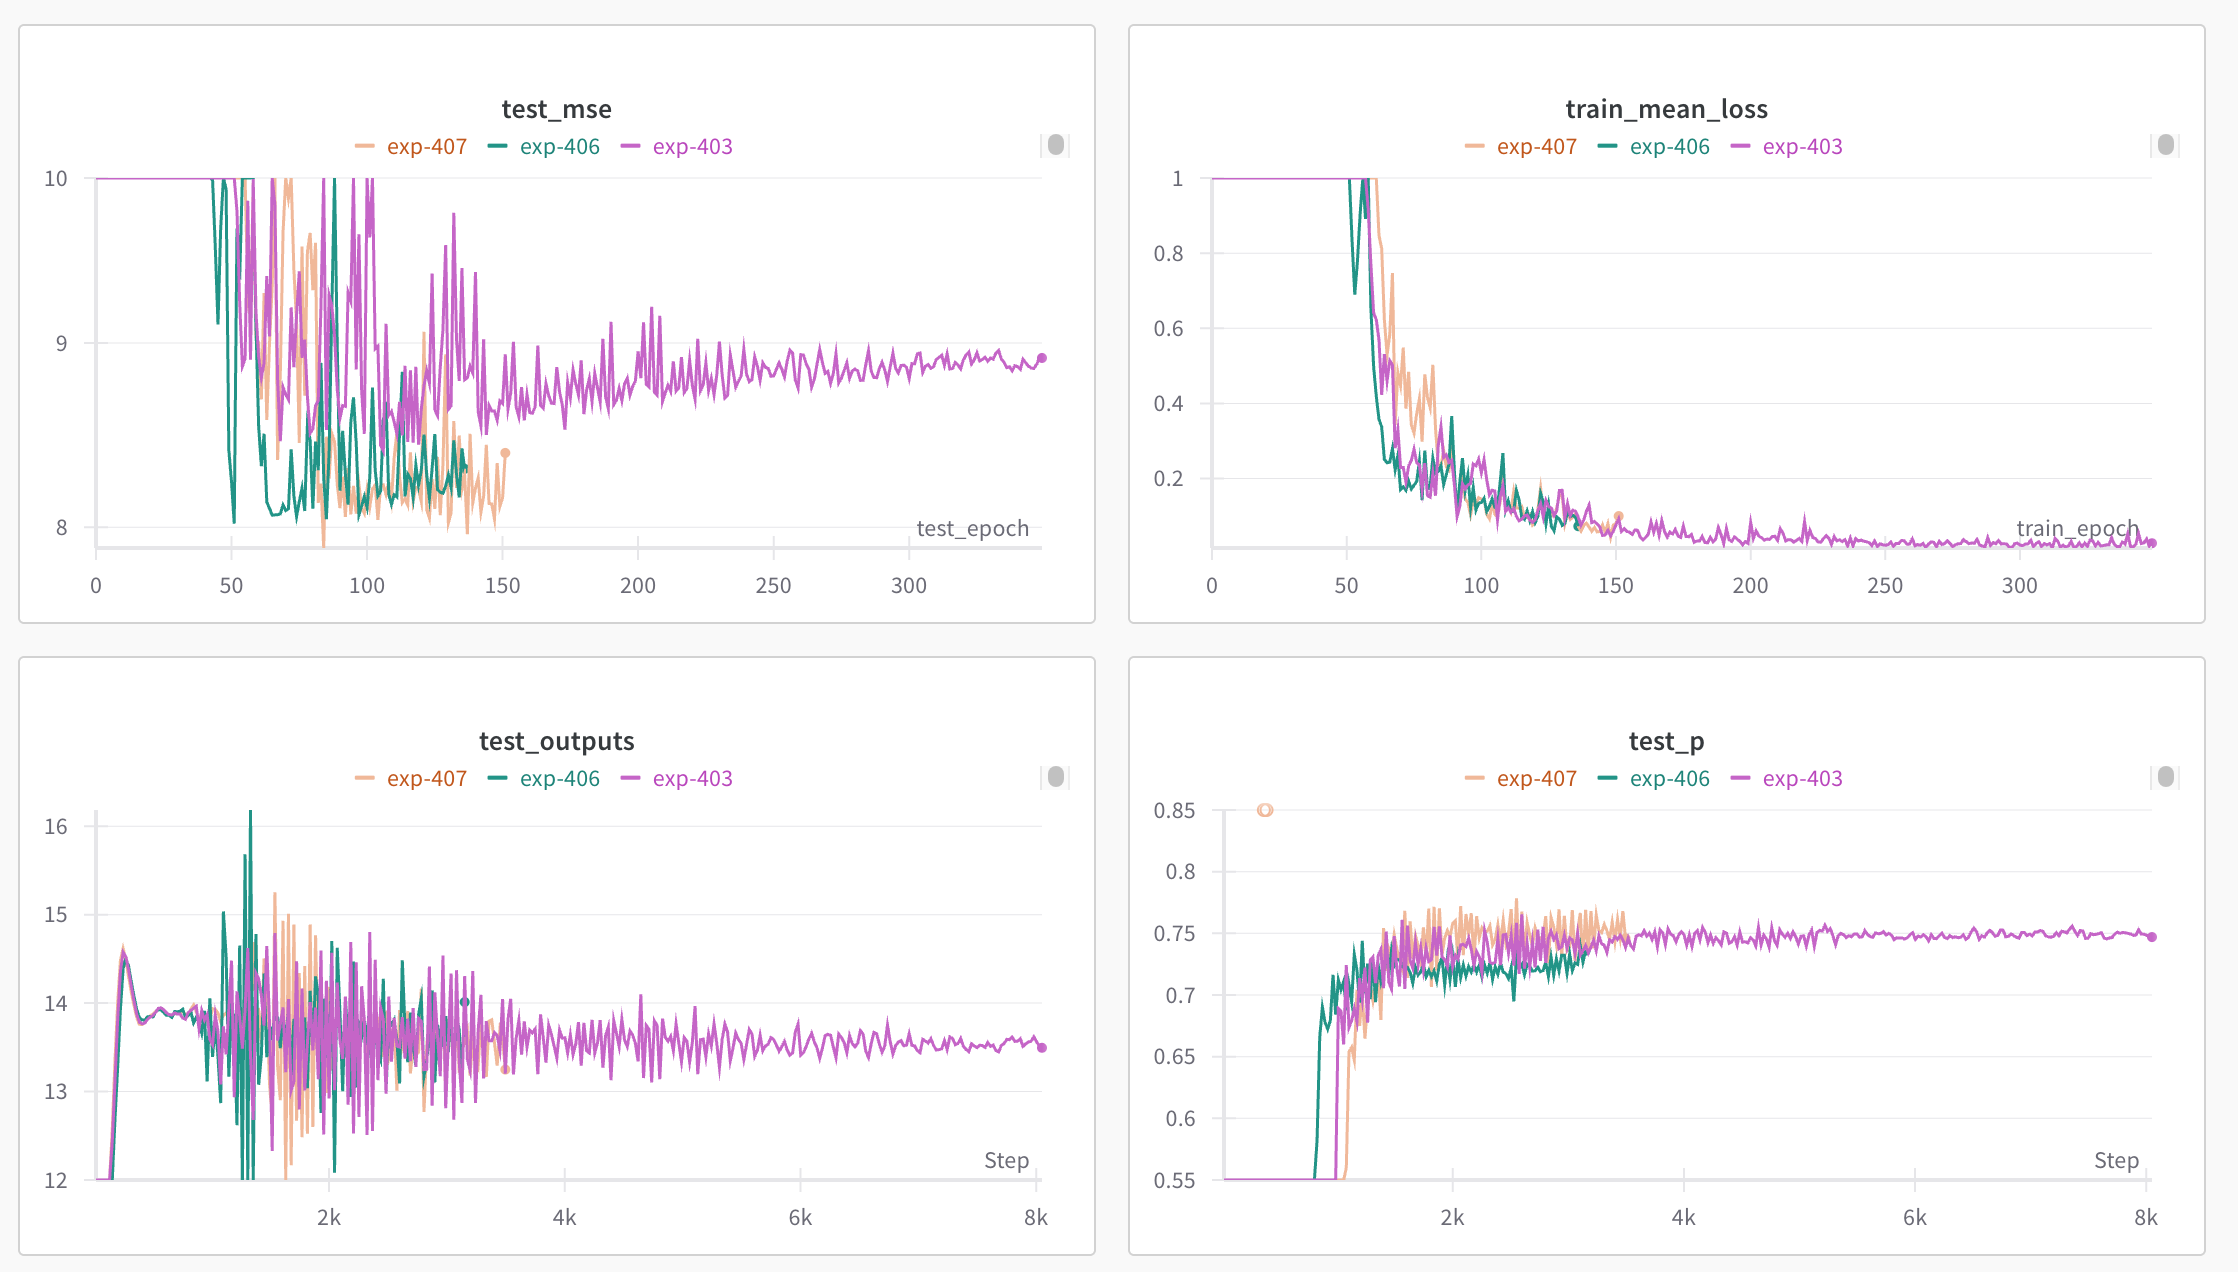 test_mse
exp-407 exp-406 exp-403
10
9
8
test_epoch
0 50 100 150 200 250 300
train_mean_loss
exp-407 exp-406 exp-403
1
0.8
0.6
0.4
0.2
train_epoch
0 50 100 150 200 250 300
test_outputs
exp-407 exp-406 exp-403
16
15
14
13
12
Step
2k 4k 6k 8k
test_p
exp-407 exp-406 exp-403
0.85
0.8
0.75
0.7
0.65
0.6
0.55
Step
2k 4k 6k 8k